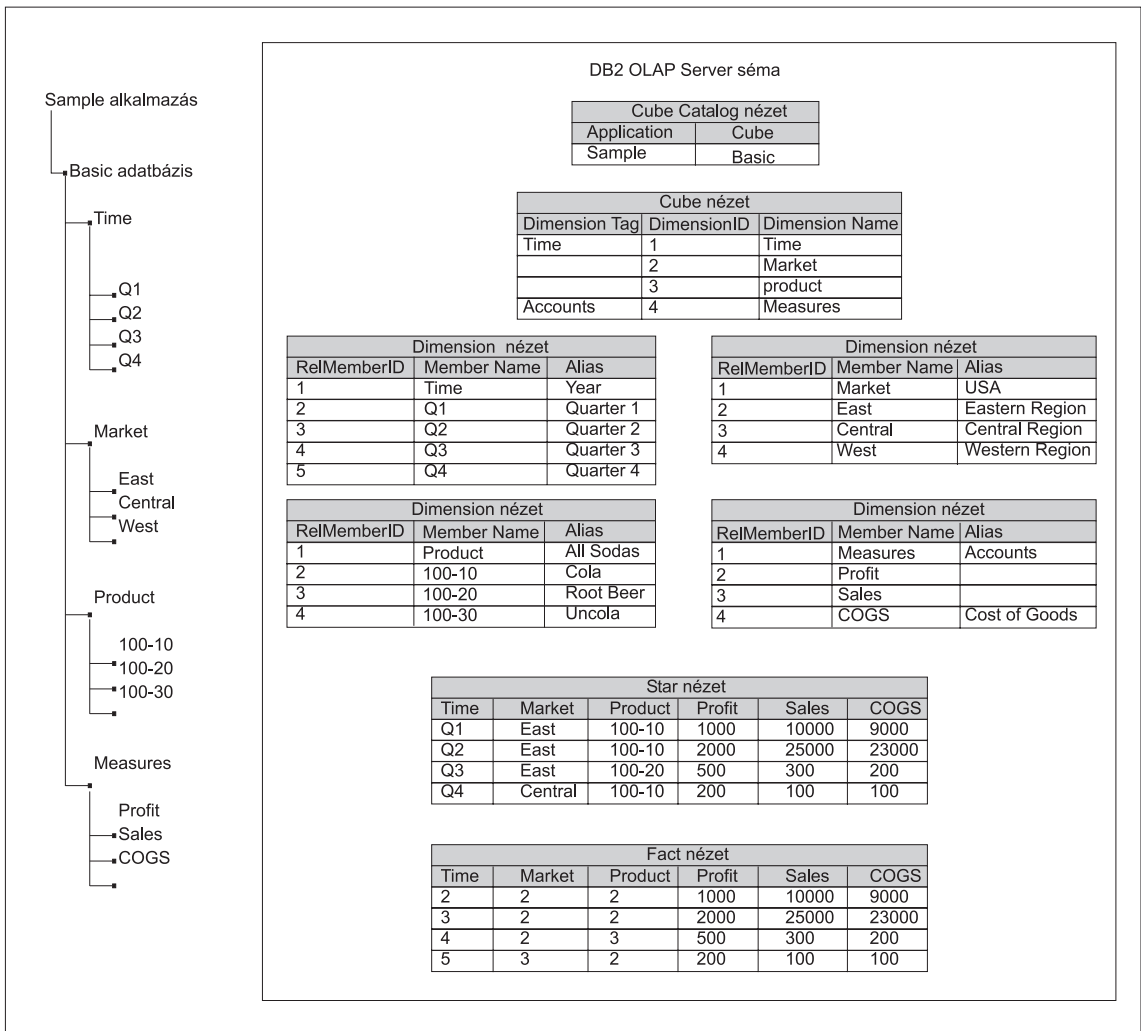 Sample alkalmazás
Basic adatbázis
Time
Q1
Q2
Q3
Q4
Market
East
Central
West
Product
100-10
100-20
100-30
Measures
Profit
Sales
COGS
DB2 OLAP Server séma
Cube Catalog nézet
Application Cube
Sample Basic
Cube nézet
Dimension Tag DimensionID Dimension Name
Time 1 Time
2 Market
3 product
Accounts 4 Measures
Dimension nézet
RelMemberID Member Name Alias
1 Time Year
2 Q1 Quarter 1
3 Q2 Quarter 2
4 Q3 Quarter 3
5 Q4 Quarter 4
Dimension nézet
RelMemberID Member Name Alias
1 Market USA
2 East Eastern Region
3 Central Central Region
4 West Western Region
Dimension nézet
RelMemberID Member Name Alias
1 Product All Sodas
2 100-10 Cola
3 100-20 Root Beer
4 100-30 Uncola
Dimension nézet
RelMemberID Member Name Alias
1 Measures Accounts
2 Profit
3 Sales
4 COGS Cost of Goods
Star nézet
Time Market Product Profit Sales COGS
Q1 East 100-10 1000 10000 9000
Q2 East 100-10 2000 25000 23000
Q3 East 100-20 500 300 200
Q4 Central 100-10 200 100 100
Fact nézet
Time Market Product Profit Sales COGS
2 2 2 1000 10000 9000
3 2 2 2000 25000 23000
4 2 3 500 300 200
5 3 2 200 100 100